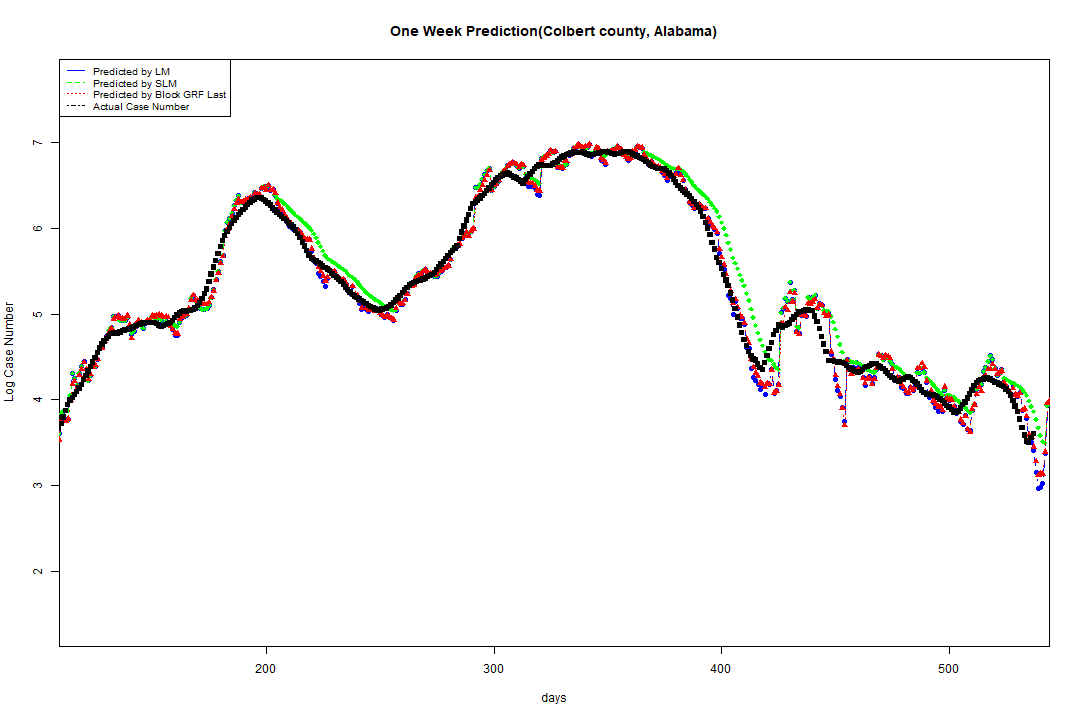 One Week Prediction(Colbert county, Alabama)
Predicted by LM
Predicted by SLM
Predicted by Block GRF Last
Actual Case Number
7
6
5
4
3
2
Log Case Number
200 300 400 500
days